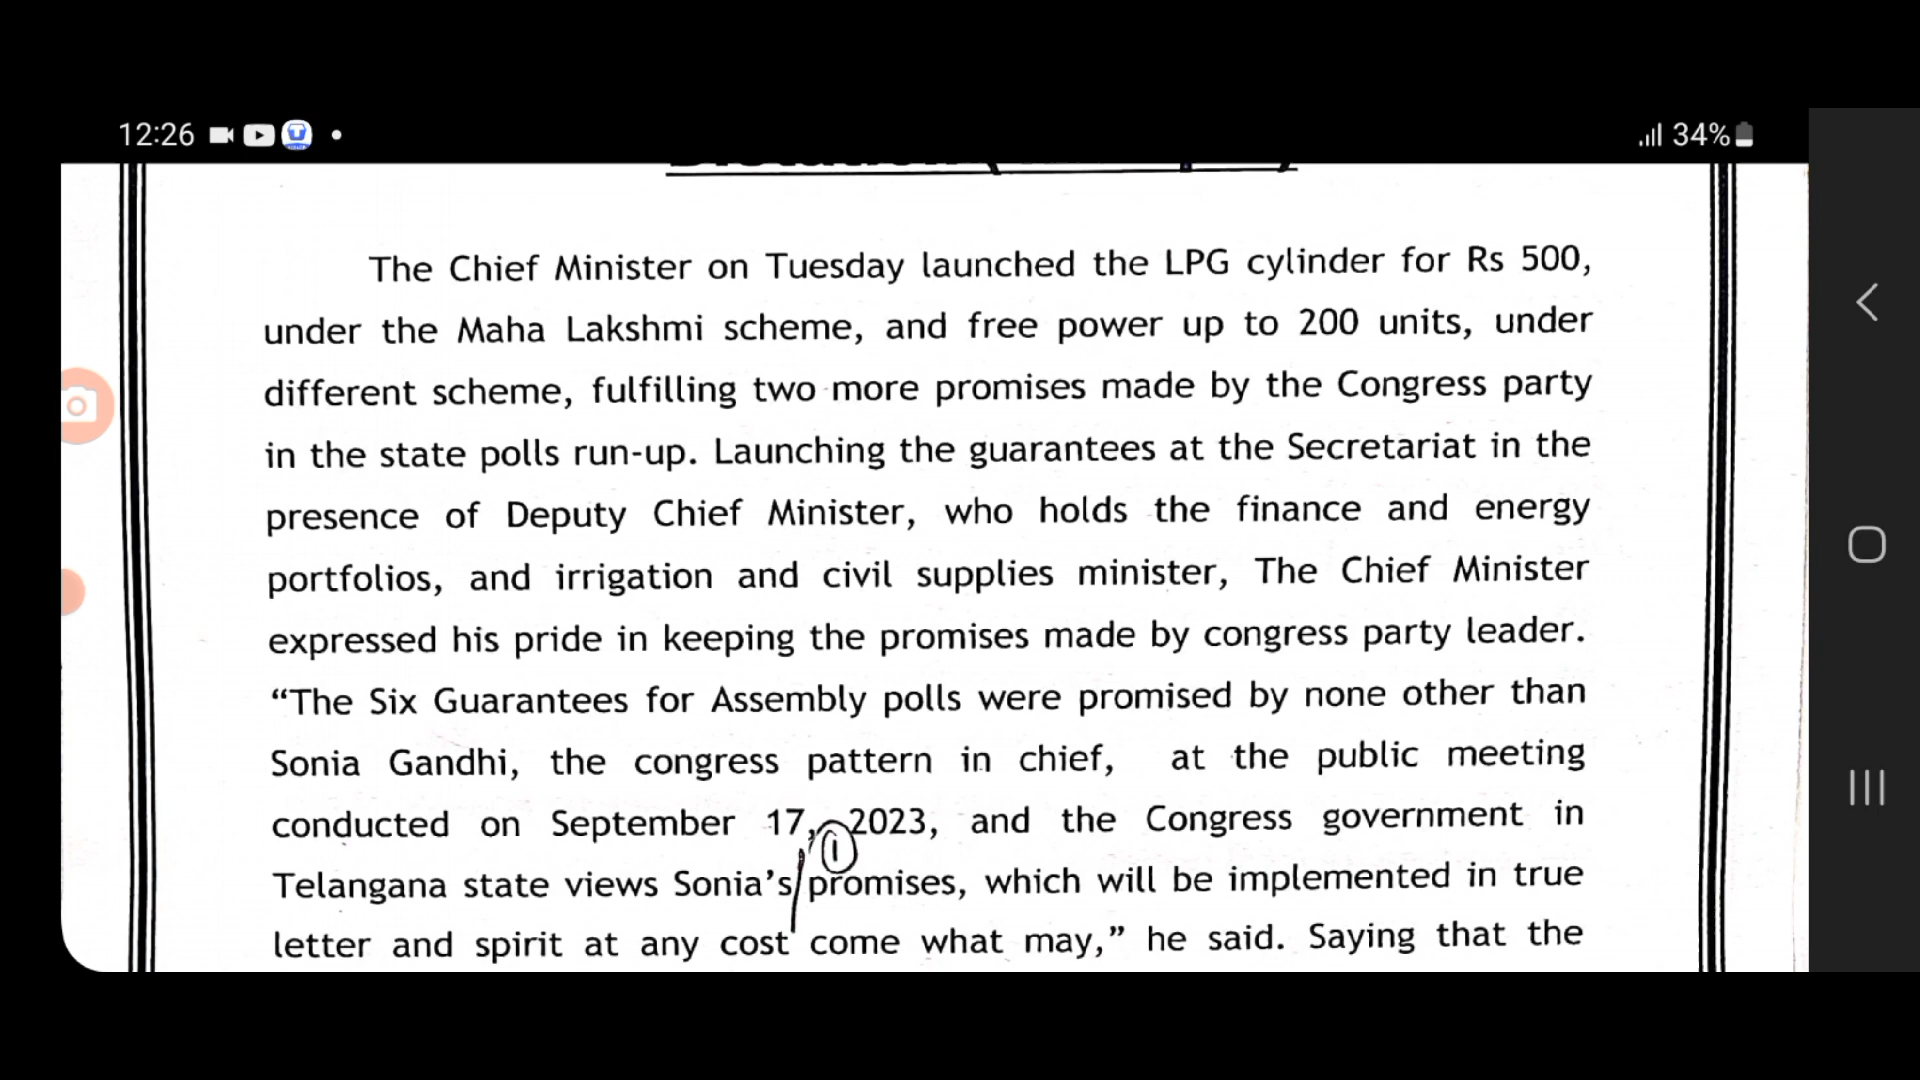 12:26
34%
The Chief Minister on Tuesday launched the LPG cylinder for Rs 500,
under the Maha Lakshmi scheme, and free power up to 200 units, under
different scheme, fulfilling two more promises made by the Congress party
in the state polls run-up. Launching the guarantees at the Secretariat in the
presence of Deputy Chief Minister, who holds the finance and energy
portfolios, and irrigation and civil supplies minister, The Chief Minister
expressed his pride in keeping the promises made by congress party leader.
“The Six Guarantees for Assembly polls were promised by none other than
Sonia Gandhi, the congress pattern in chief, at the public meeting
conducted on September 17, 2023, and the Congress government in
1
Telangana state views Sonia’s/promises, which will be implemented in true
letter and spirit at any cost come what may,” he said. Saying that the